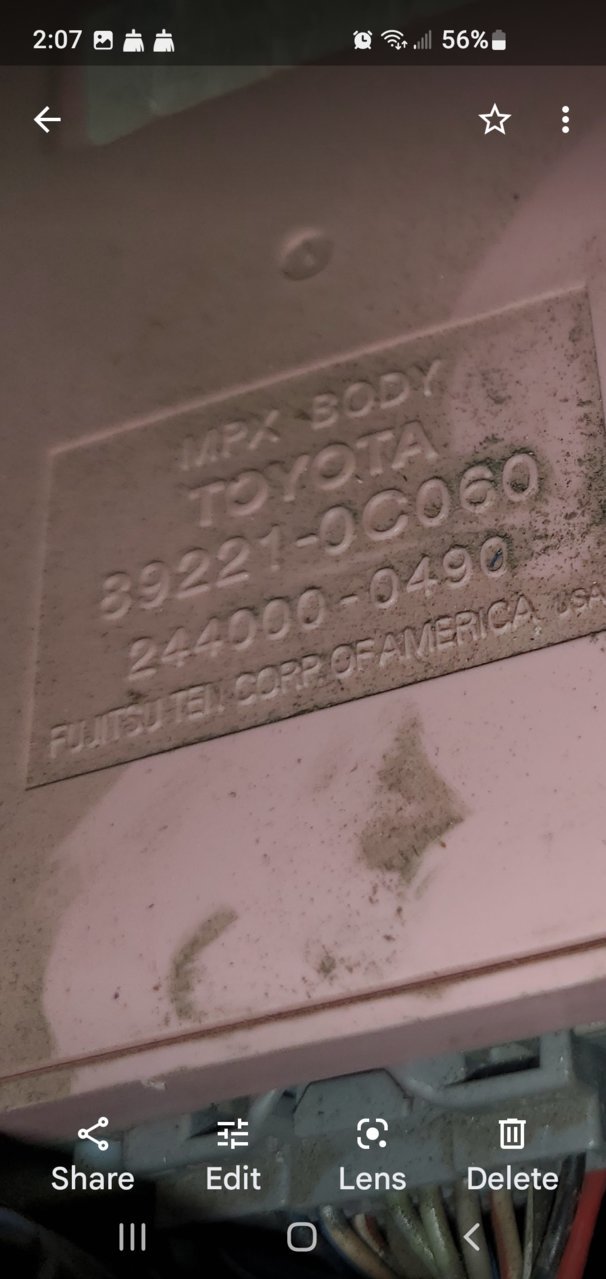 2:07 56%
MPX BODY
TOYOTA
89221-0C060
244000-0490
FUJITSU TEN CORP. OF AMERICA USA
Share Edit Lens Delete